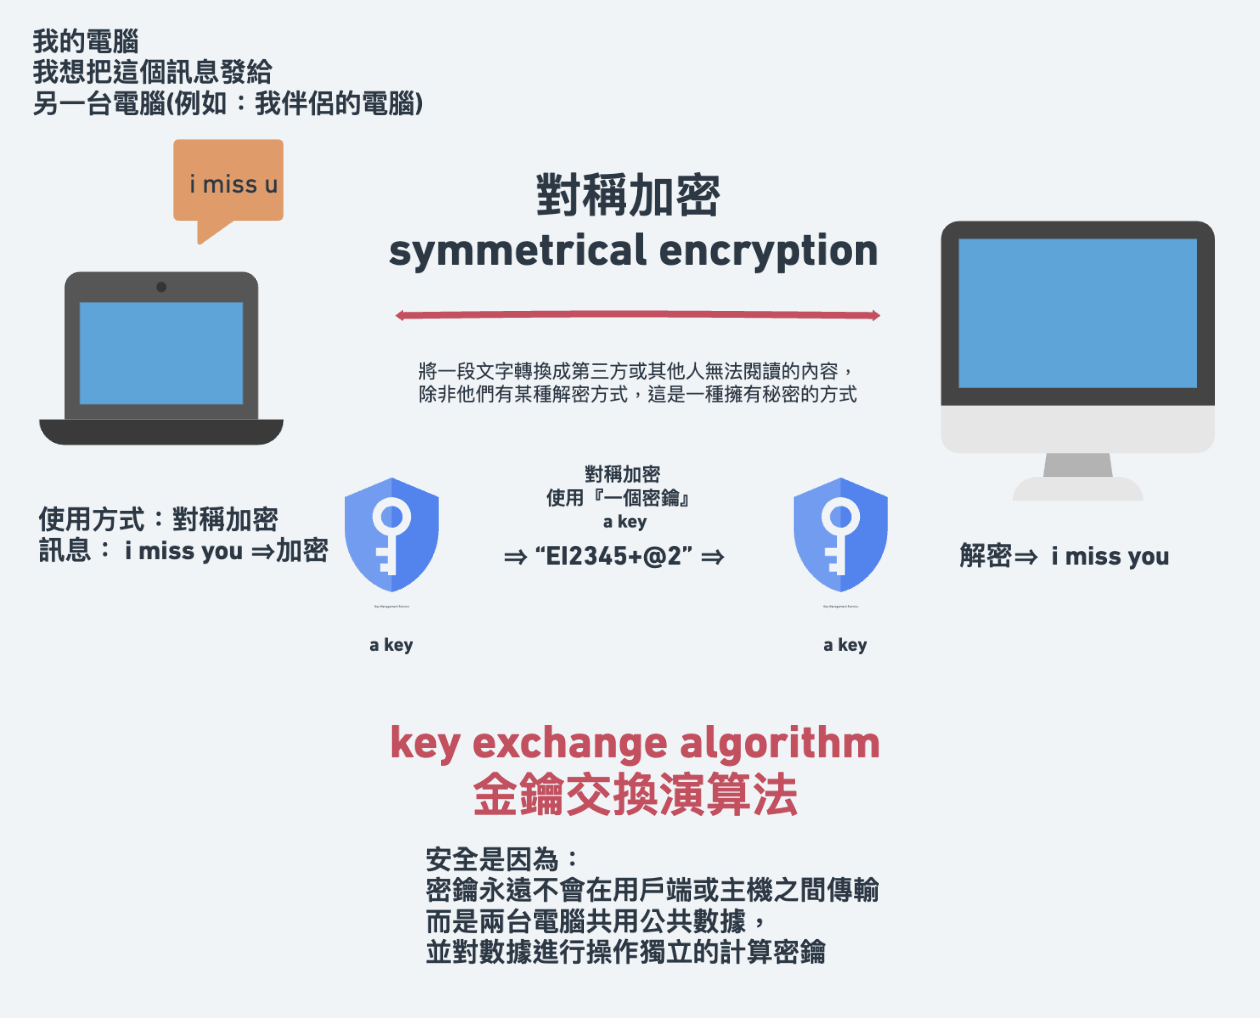 我的電腦
我想把這個訊息發給
另一台電腦(例如：我伴侶的電腦)
i miss u
對稱加密
symmetrical encryption
將一段文字轉換成第三方或其他人無法閱讀的內容，
除非他們有某種解密方式，這是一種擁有秘密的方式
對稱加密
使用『一個密鑰』
a key
⇒ “EI2345+@2” ⇒
使用方式：對稱加密
訊息： i miss you ⇒加密
Key Management Service
a key
Key Management Service
a key
解密⇒ i miss you
key exchange algorithm
金鑰交換演算法
安全是因為：
密鑰永遠不會在用戶端或主機之間傳輸
而是兩台電腦共用公共數據，
並對數據進行操作獨立的計算密鑰